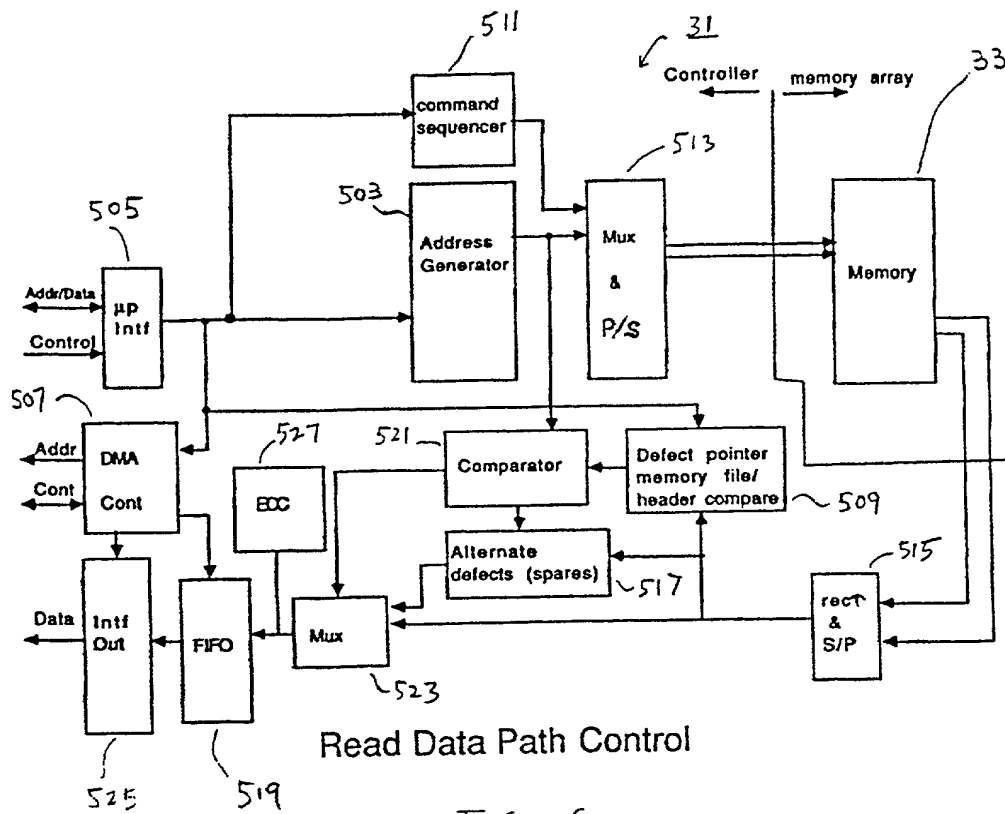 511
31
33
Controller
memory array
command
sequencer
513
503
505
Address
Generator
Mux
&
P/S
Memory
Addr/Data
μp
Intf
Control
507
527
521
Addr
DMA
Cont
Cont
ECC
Comparator
Defect pointer
memory file/
header compare
509
515
Alternate
defects (spares)
517
rect
&
S/P
Data
Intf
Out
FIFO
Mux
523
Read Data Path Control
525
519